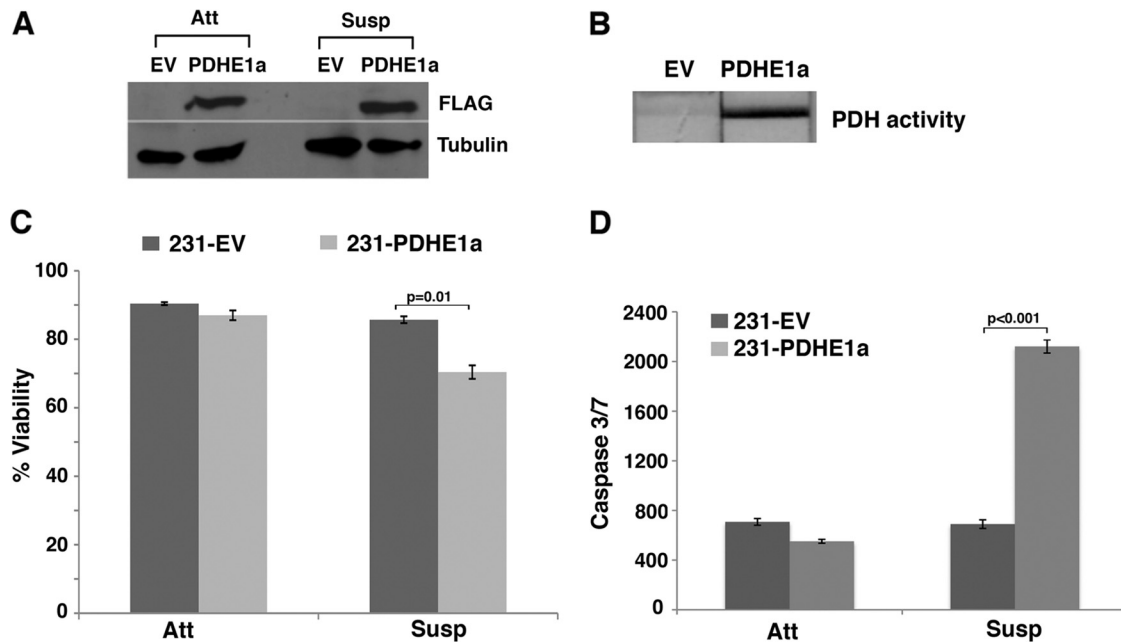 A
Att
Susp
EV PDHE1a
EV PDHE1a
FLAG
Tubulin
B
EV PDHE1a
PDH activity
C
231-EV
231-PDHE1a
% Viability
100
80
60
40
20
0
p=0.01
Att
Susp
D
231-EV
231-PDHE1a
Caspase 3/7
2400
2000
1600
1200
800
400
0
p<0.001
Att
Susp